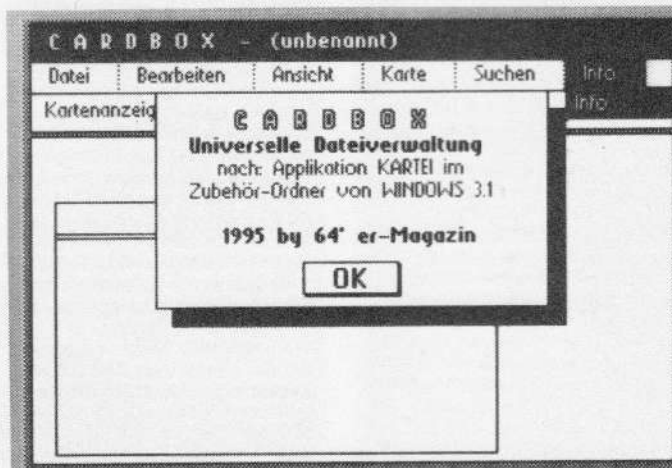 CARDBOX - (unbenannt)
Datei Bearbeiten Ansicht Karte Suchen Info
Kartenanzeig Info
CARDBOX
Universelle Dateiverwaltung
nach: Applikation KARTEI im
Zubehör-Ordner von WINDOWS 3.1
1995 by 64' er-Magazin
OK